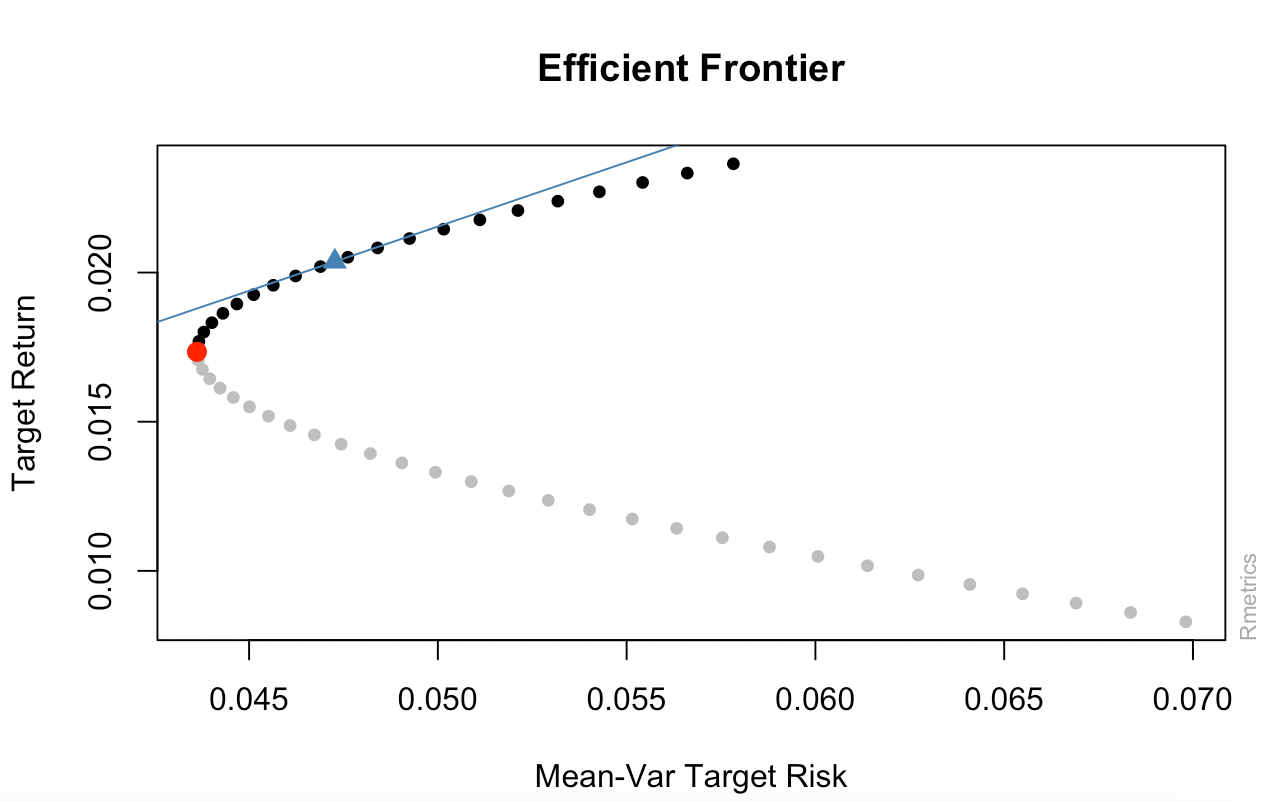 Efficient Frontier
Target Return
0.020
0.015
0.010
0.045 0.050 0.055 0.060 0.065 0.070
Mean-Var Target Risk
Rmetrics